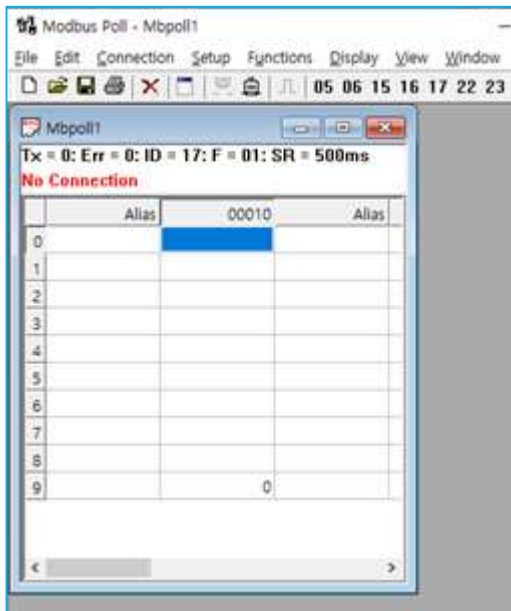 Modbus Poll - Mbpoll1
File Edit Connection Setup Functions Display View Window
05 06 15 16 17 22 23
Mbpoll1
Tx = 0: Err = 0: ID = 17: F = 01: SR = 500ms
No Connection
Alias 00010 Alias
0
1
2
3
4
5
6
7
8
9 0